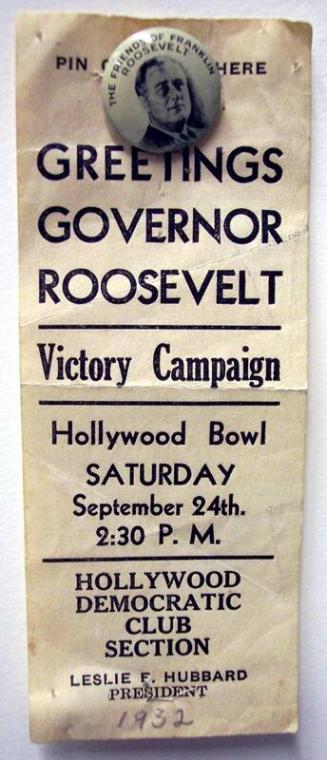 PIN HERE
THE FRIENDS OF FRANKLIN
ROOSEVELT
GREETINGS
GOVERNOR
ROOSEVELT
Victory Campaign
Hollywood Bowl
SATURDAY
September 24th.
2:30 P. M.
HOLLYWOOD
DEMOCRATIC
CLUB
SECTION
LESLIE F. HUBBARD
PRESIDENT
1932